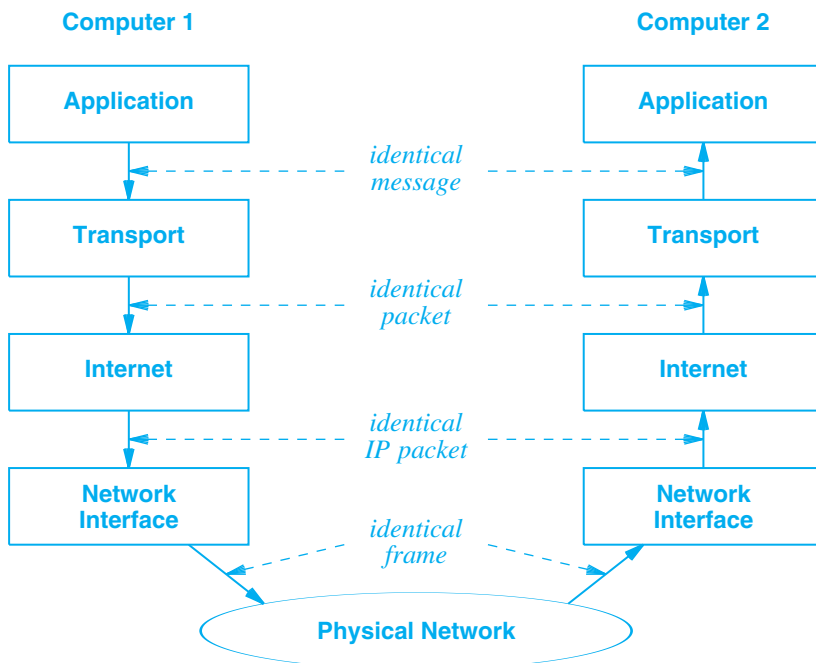 Computer 1
Computer 2
Application
Application
identical
message
Transport
Transport
identical
packet
Internet
Internet
identical
IP packet
Network
Interface
Network
Interface
identical
frame
Physical Network